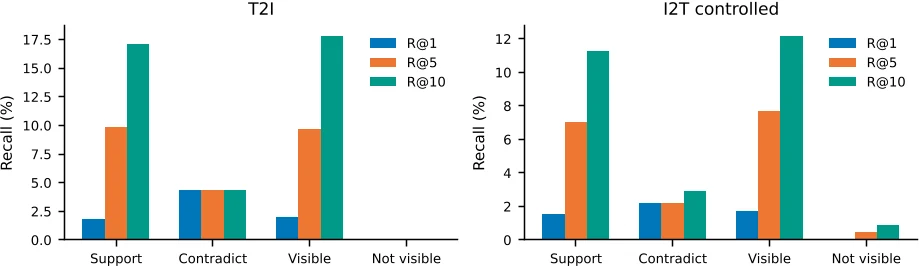 T2I
Recall (%)
17.5
15.0
12.5
10.0
7.5
5.0
2.5
0.0
R@1
R@5
R@10
Support
Contradict
Visible
Not visible
I2T controlled
Recall (%)
12
10
8
6
4
2
0
R@1
R@5
R@10
Support
Contradict
Visible
Not visible